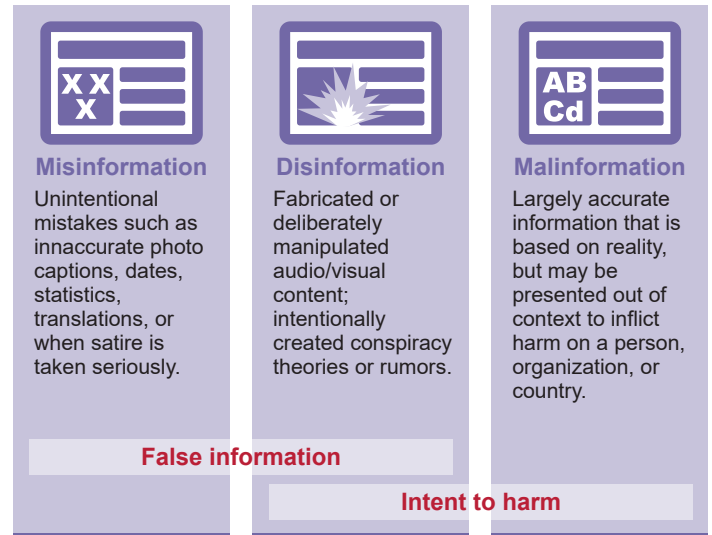 X X
X
Misinformation
Unintentional
mistakes such as
innaccurate photo
captions, dates,
statistics,
translations, or
when satire is
taken seriously.
Disinformation
Fabricated or
deliberately
manipulated
audio/visual
content;
intentionally
created conspiracy
theories or rumors.
AB
Cd
Malinformation
Largely accurate
information that is
based on reality,
but may be
presented out of
context to inflict
harm on a person,
organization, or
country.
False information
Intent to harm